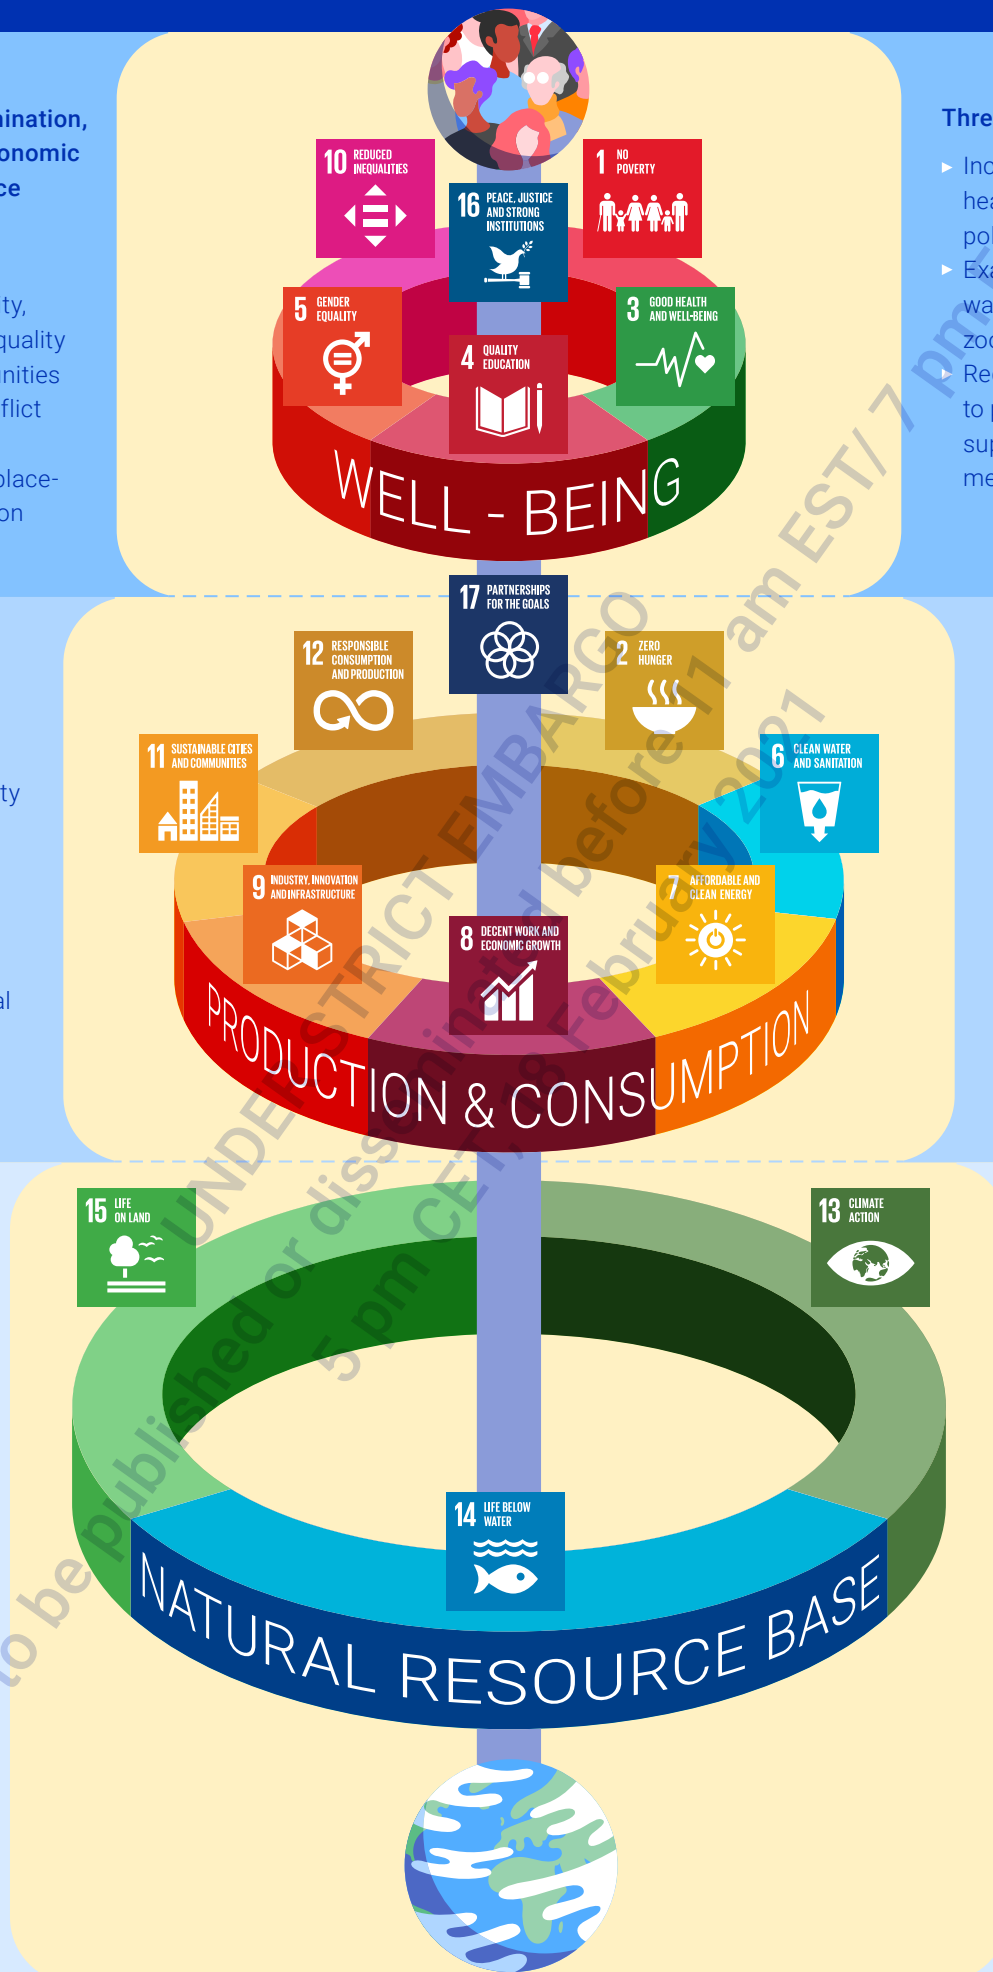 nination,
onomic
ce
ty,
quality
unities
flict
place-
on
10 REDUCED
INEQUALITIES
16 PEACE, JUSTICE
AND STRONG
INSTITUTIONS
1 NO
POVERTY
5 GENDER
EQUALITY
4 QUALITY
EDUCATION
3 GOOD HEALTH
AND WELL-BEING
WELL - BEING
Thre
Inc
hea
pol
Exa
wa
zoo
Re
to p
sup
me
17 PARTNERSHIPS
FOR THE GOALS
12 RESPONSIBLE
CONSUMPTION
AND PRODUCTION
2 ZERO
HUNGER
11 SUSTAINABLE CITIES
AND COMMUNITIES
6 CLEAN WATER
AND SANITATION
ty
9 INDUSTRY, INNOVATION
AND INFRASTRUCTURE
8 DECENT WORK AND
ECONOMIC GROWTH
7 AFFORDABLE AND
CLEAN ENERGY
al
PRODUCTION & CONSUMPTION
15 LIFE
ON LAND
13 CLIMATE
ACTION
14 LIFE BELOW
WATER
NATURAL RESOURCE BASE
UNDER STRICT EMBARGO
to be published or disseminated before 11 am EST/ 7 pm
5 pm CET, 18 February 2021